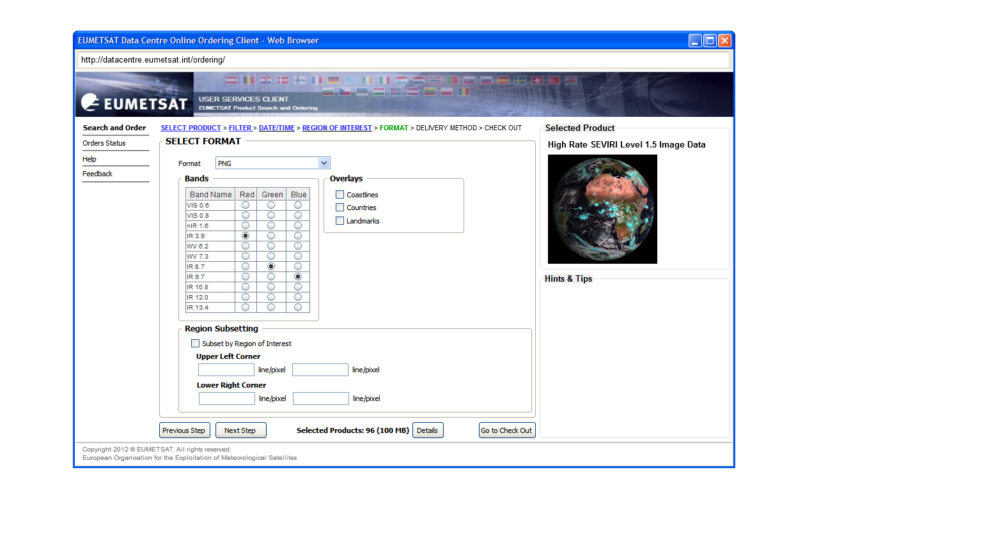 EUMETSAT Data Centre Online Ordering Client - Web Browser
http://datacentre.eumetsat.int/ordering/
EUMETSAT
USER SERVICES CLIENT
EUMETSAT Product Search and Ordering
Search and Order
Orders Status
Help
Feedback
SELECT PRODUCT > FILTER > DATE/TIME > REGION OF INTEREST > FORMAT > DELIVERY METHOD > CHECK OUT
SELECT FORMAT
Format PNG
Bands
Band Name Red Green Blue
VIS 0.6
VIS 0.8
nIR 1.6
IR 3.9
WV 6.2
WV 7.3
IR 8.7
IR 9.7
IR 10.8
IR 12.0
IR 13.4
Overlays
Coastlines
Countries
Landmarks
Region Subsetting
Subset by Region of Interest
Upper Left Corner
line/pixel line/pixel
Lower Right Corner
line/pixel line/pixel
Previous Step Next Step Selected Products: 96 (100 MB) Details Go to Check Out
Selected Product
High Rate SEVIRI Level 1.5 Image Data
Hints & Tips
Copyright 2012 © EUMETSAT. All rights reserved.
European Organisation for the Exploitation of Meteorological Satellites